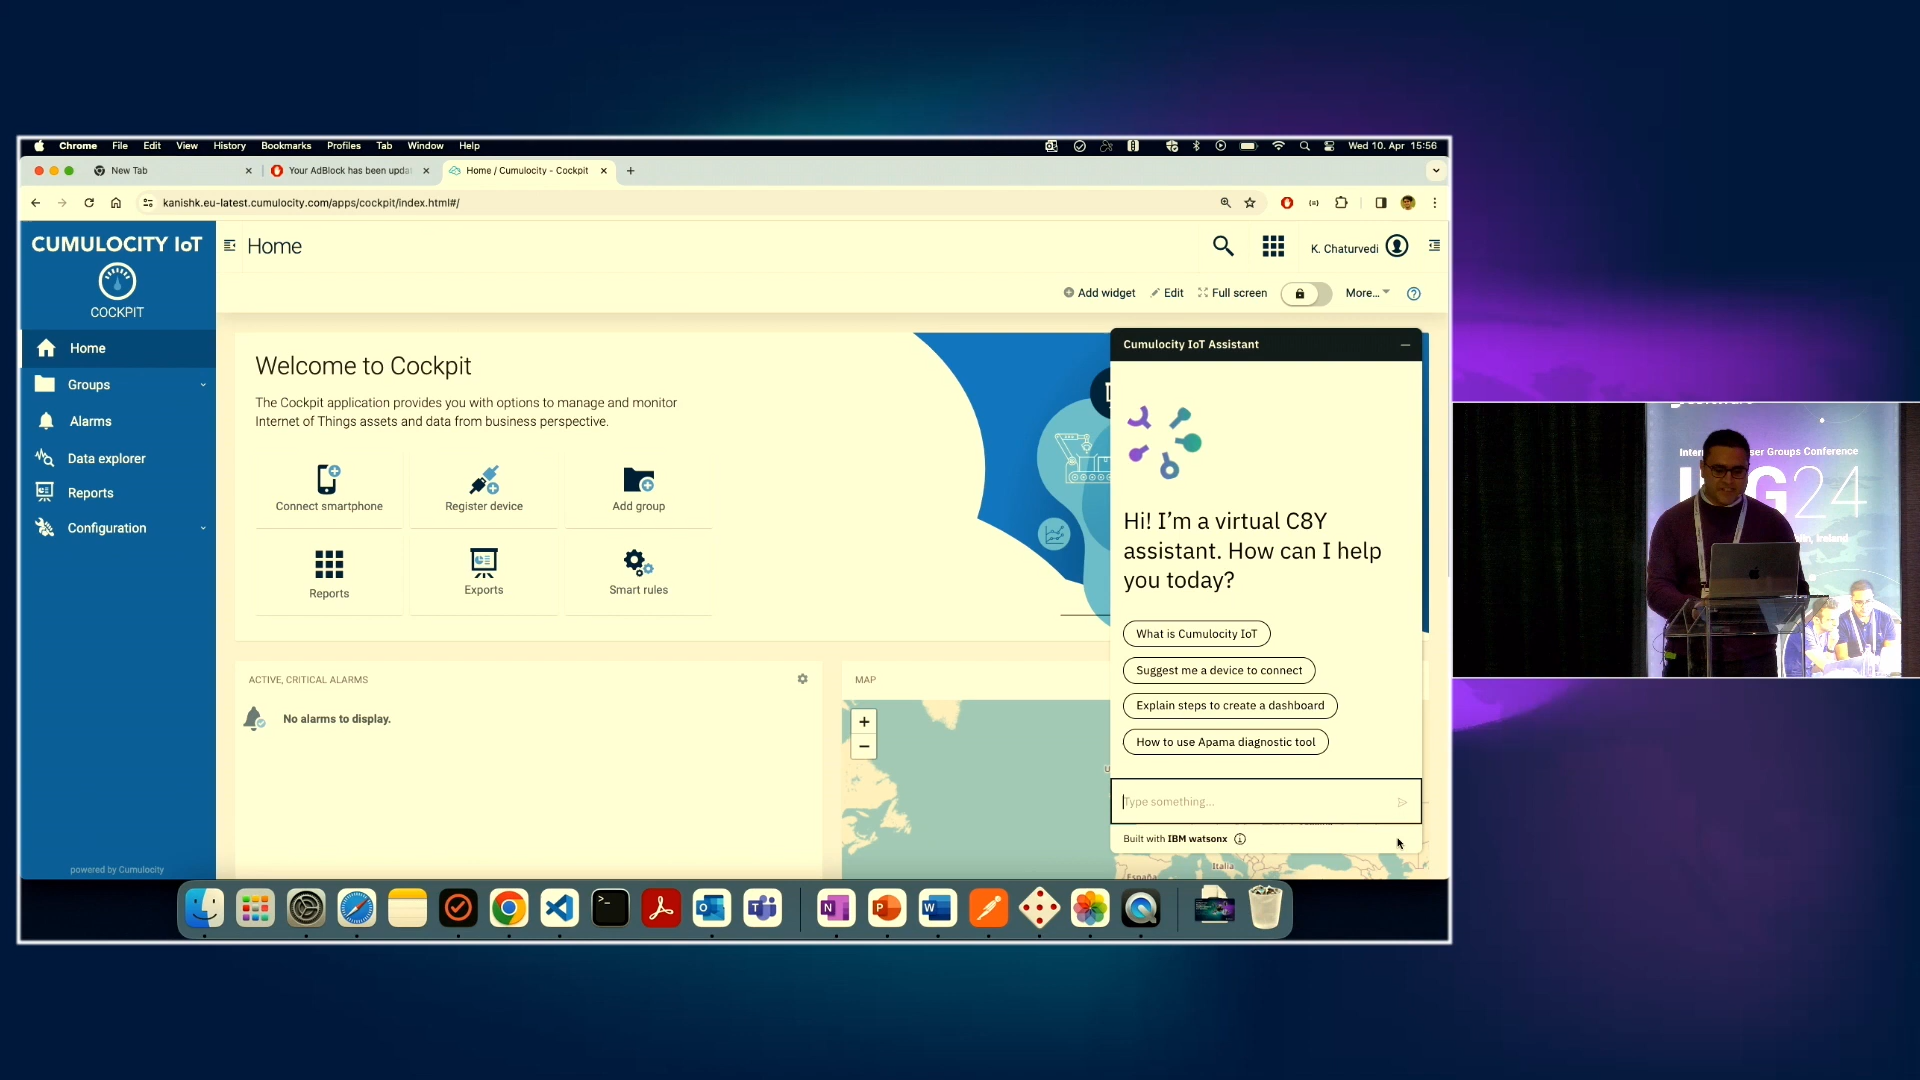 Chrome File Edit View History Bookmarks Profiles Tab Window Help
Wed 10. Apr 15:56
New Tab
Your AdBlock has been upda
Home / Cumulocity - Cockpit
kanishk.eu-latest.cumulocity.com/apps/cockpit/index.html#/
CUMULOCITY IoT
COCKPIT
Home
Groups
Alarms
Data explorer
Reports
Configuration
powered by Cumulocity
Home
K. Chaturvedi
Add widget
Edit
Full screen
More...
Welcome to Cockpit
The Cockpit application provides you with options to manage and monitor
Internet of Things assets and data from business perspective.
Connect smartphone
Register device
Add group
Reports
Exports
Smart rules
ACTIVE, CRITICAL ALARMS
No alarms to display.
MAP
+
−
Italia
España
Cumulocity IoT Assistant
Hi! I’m a virtual C8Y
assistant. How can I help
you today?
What is Cumulocity IoT
Suggest me a device to connect
Explain steps to create a dashboard
How to use Apama diagnostic tool
Type something...
Built with IBM watsonx
ser Groups Conference
G24
lin, Ireland